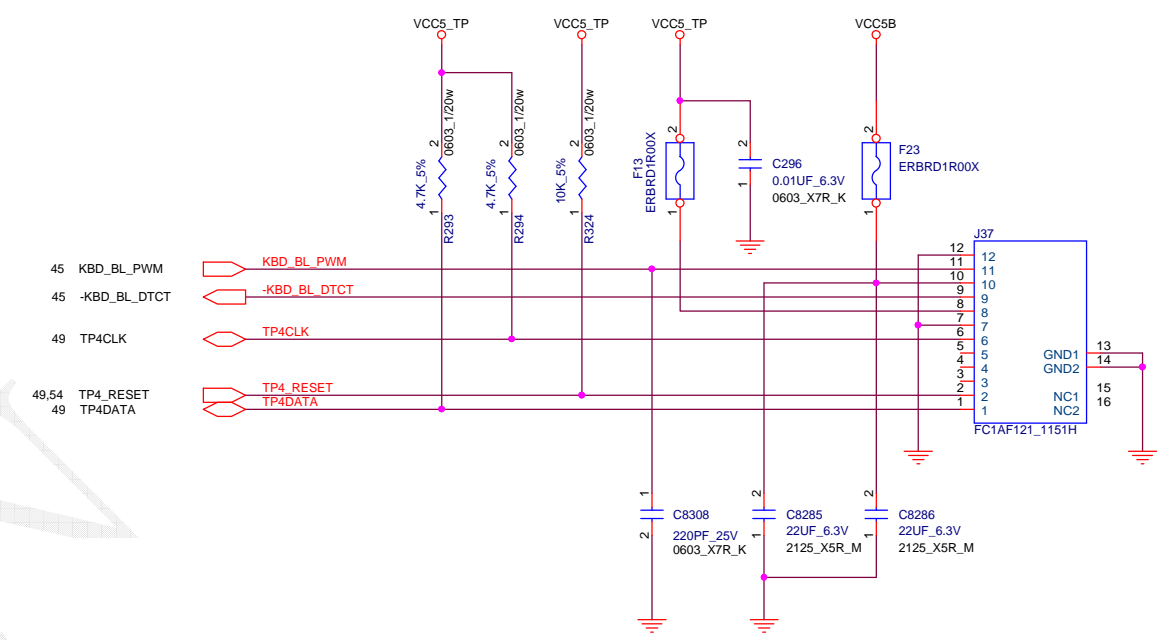 VCC5_TP
VCC5_TP
VCC5_TP
VCC5B
2
4.7K_5%
0603_1/20w
1
R293
2
4.7K_5%
0603_1/20w
1
R294
2
10K_5%
0603_1/20w
1
R324
2
F13
ERBRD1R00X
1
2
C296
0.01UF_6.3V
0603_X7R_K
1
2
F23
ERBRD1R00X
1
J37
45 KBD_BL_PWM
KBD_BL_PWM
45 -KBD_BL_DTCT
-KBD_BL_DTCT
49 TP4CLK
TP4CLK
49,54 TP4_RESET
TP4_RESET
49 TP4DATA
TP4DATA
12 12
11 11
10 10
9 9
8 8
7 7
6 6
5 5
4 4
3 3
2 2
1 1
GND1 13
GND2 14
NC1 15
NC2 16
FC1AF121_1151H
1
C8308
220PF_25V
0603_X7R_K
2
2
C8285
22UF_6.3V
2125_X5R_M
1
2
C8286
22UF_6.3V
2125_X5R_M
1